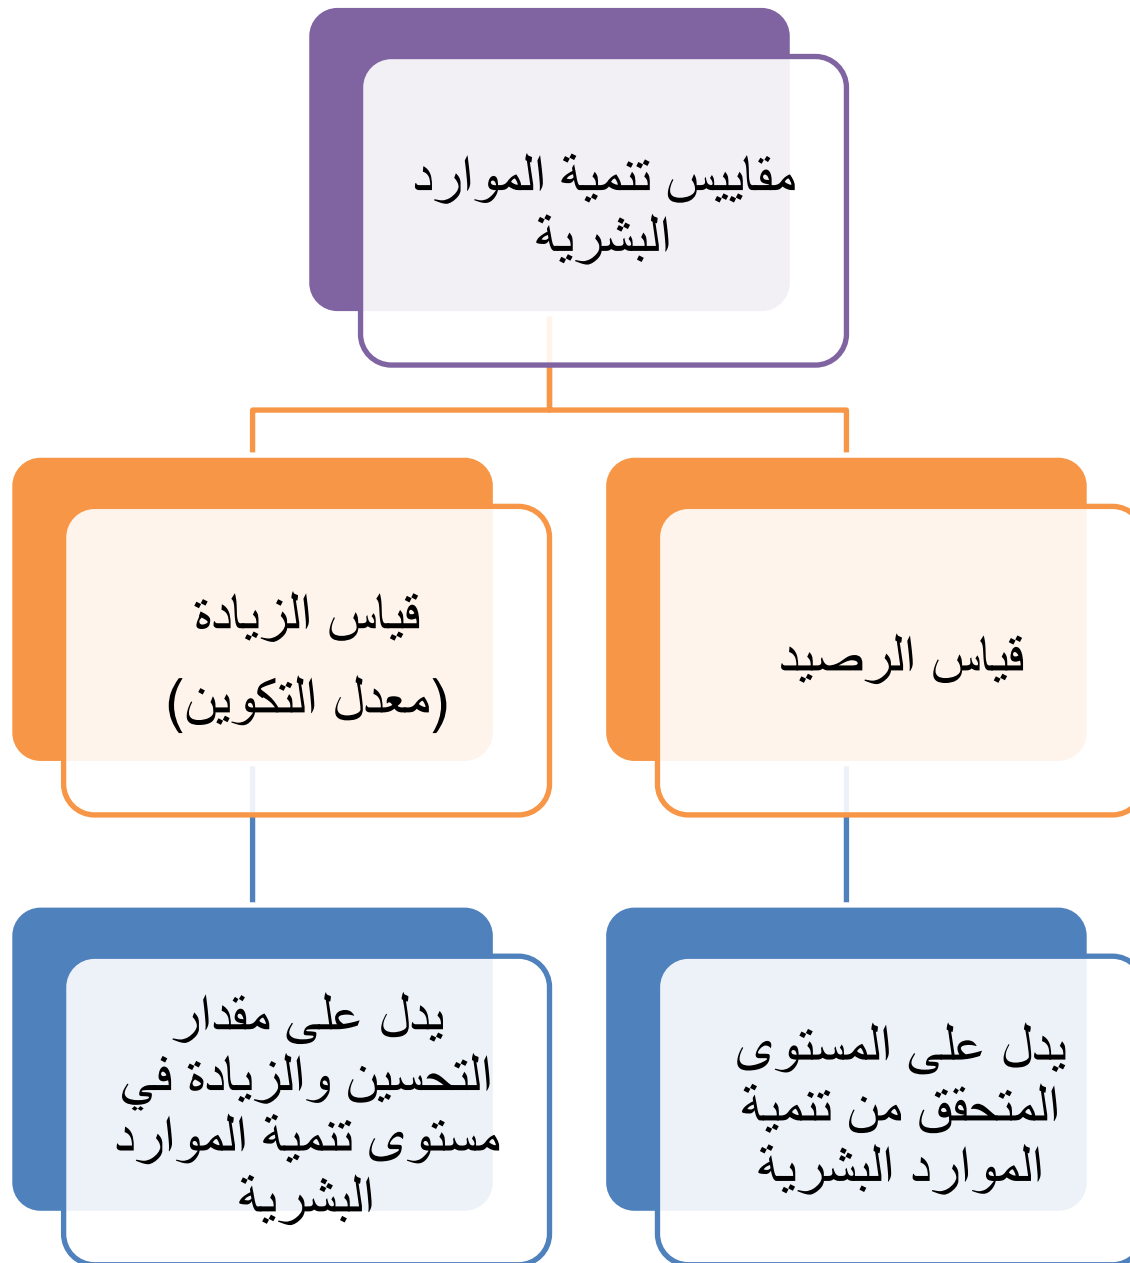 مقاييس تنمية الموارد
البشرية
قياس الرصيد
قياس الزيادة
(معدل التكوين)
يدل على المستوى
المتحقق من تنمية
الموارد البشرية
يدل على مقدار
التحسين والزيادة في
مستوى تنمية الموارد
البشرية